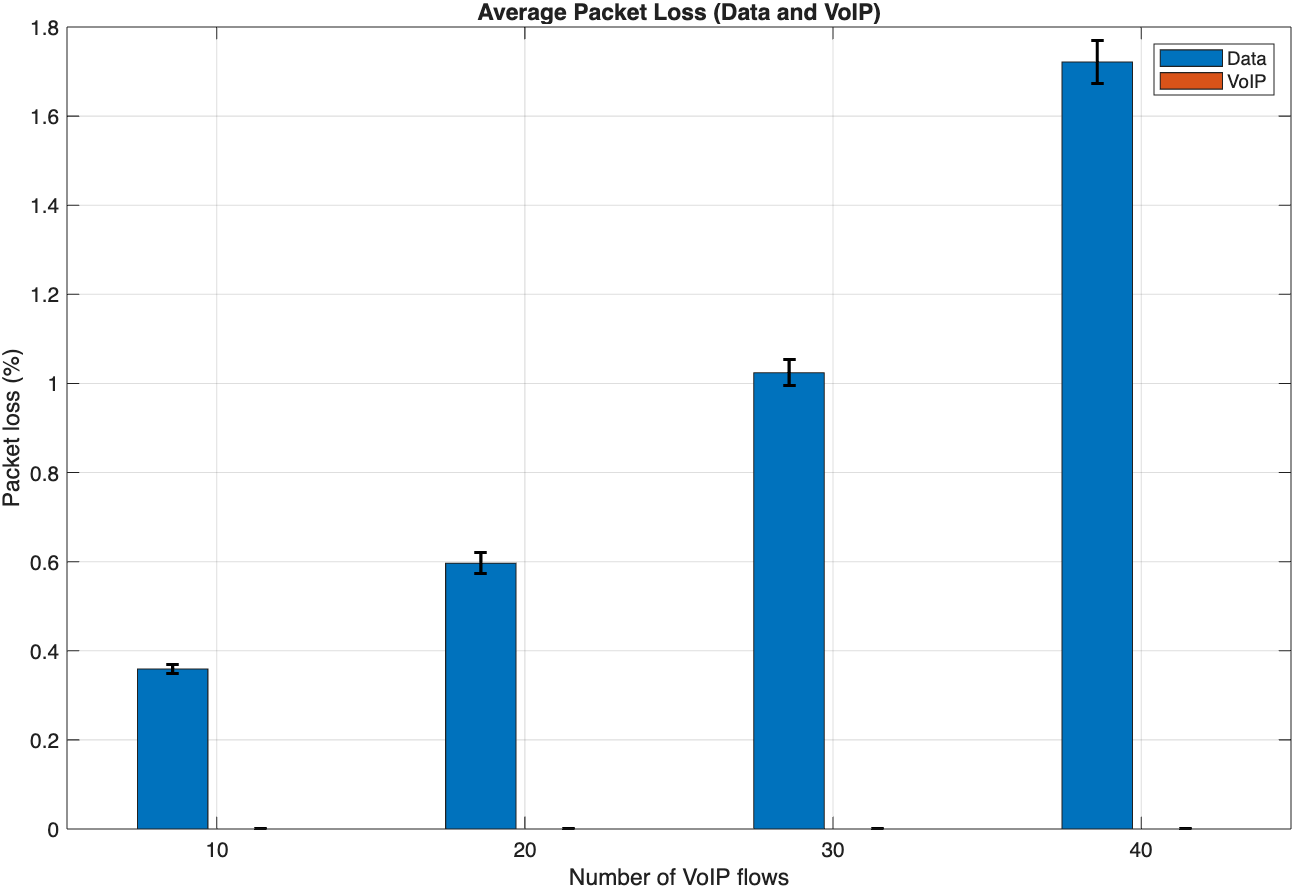 Average Packet Loss (Data and VoIP)
1.8
1.6
1.4
1.2
1
0.8
0.6
0.4
0.2
0
Packet loss (%)
Data
VoIP
10 20 30 40
Number of VoIP flows